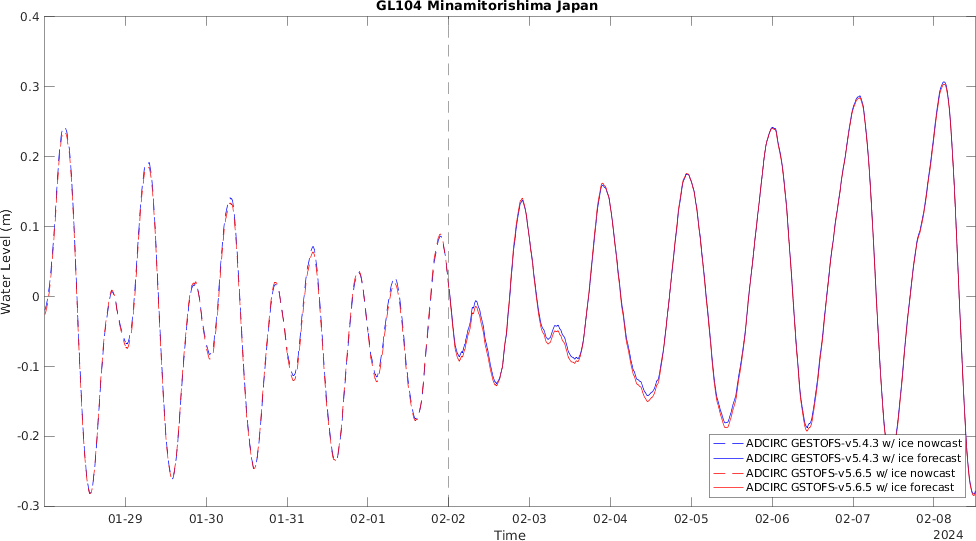 GL104 Minamitorishima Japan
0.4
0.3
0.2
0.1
0
-0.1
-0.2
-0.3
Water Level (m)
ADCIRC GESTOFS-v5.4.3 w/ ice nowcast
ADCIRC GESTOFS-v5.4.3 w/ ice forecast
ADCIRC GSTOFS-v5.6.5 w/ ice nowcast
ADCIRC GSTOFS-v5.6.5 w/ ice forecast
01-29 01-30 01-31 02-01 02-02 02-03 02-04 02-05 02-06 02-07 02-08
Time
2024